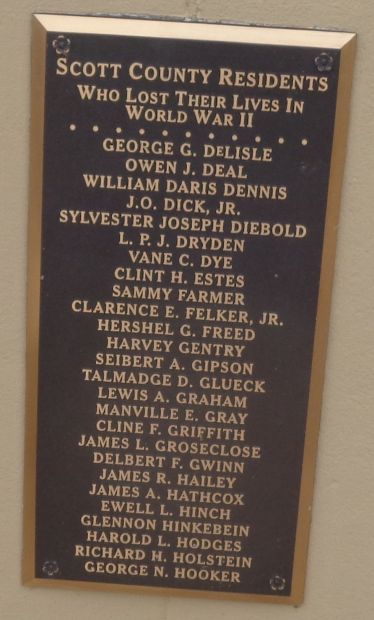 SCOTT COUNTY RESIDENTS
WHO LOST THEIR LIVES IN
WORLD WAR II
GEORGE G. DeLISLE
OWEN J. DEAL
WILLIAM DARIS DENNIS
J.O. DICK, JR.
SYLVESTER JOSEPH DIEBOLD
L. P. J. DRYDEN
VANE C. DYE
CLINT H. ESTES
SAMMY FARMER
CLARENCE E. FELKER, JR.
HERSHEL G. FREED
HARVEY GENTRY
SEIBERT A. GIPSON
TALMADGE D. GLUECK
LEWIS A. GRAHAM
MANVILLE E. GRAY
CLINE F. GRIFFITH
JAMES L. GROSECLOSE
DELBERT F. GWINN
JAMES R. HAILEY
JAMES A. HATHCOX
EWELL L. HINCH
GLENNON HINKEBEIN
HAROLD L. HODGES
RICHARD H. HOLSTEIN
GEORGE N. HOOKER